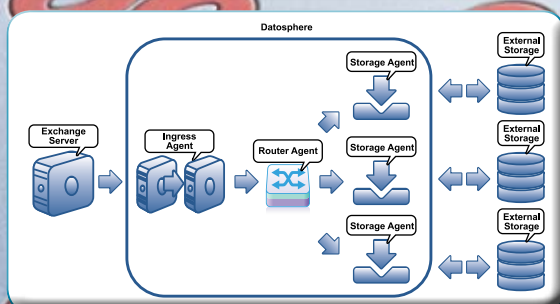 Datosphere
Storage Agent
External
Storage
Exchange
Server
Ingress
Agent
Router Agent
Storage Agent
External
Storage
Storage Agent
External
Storage